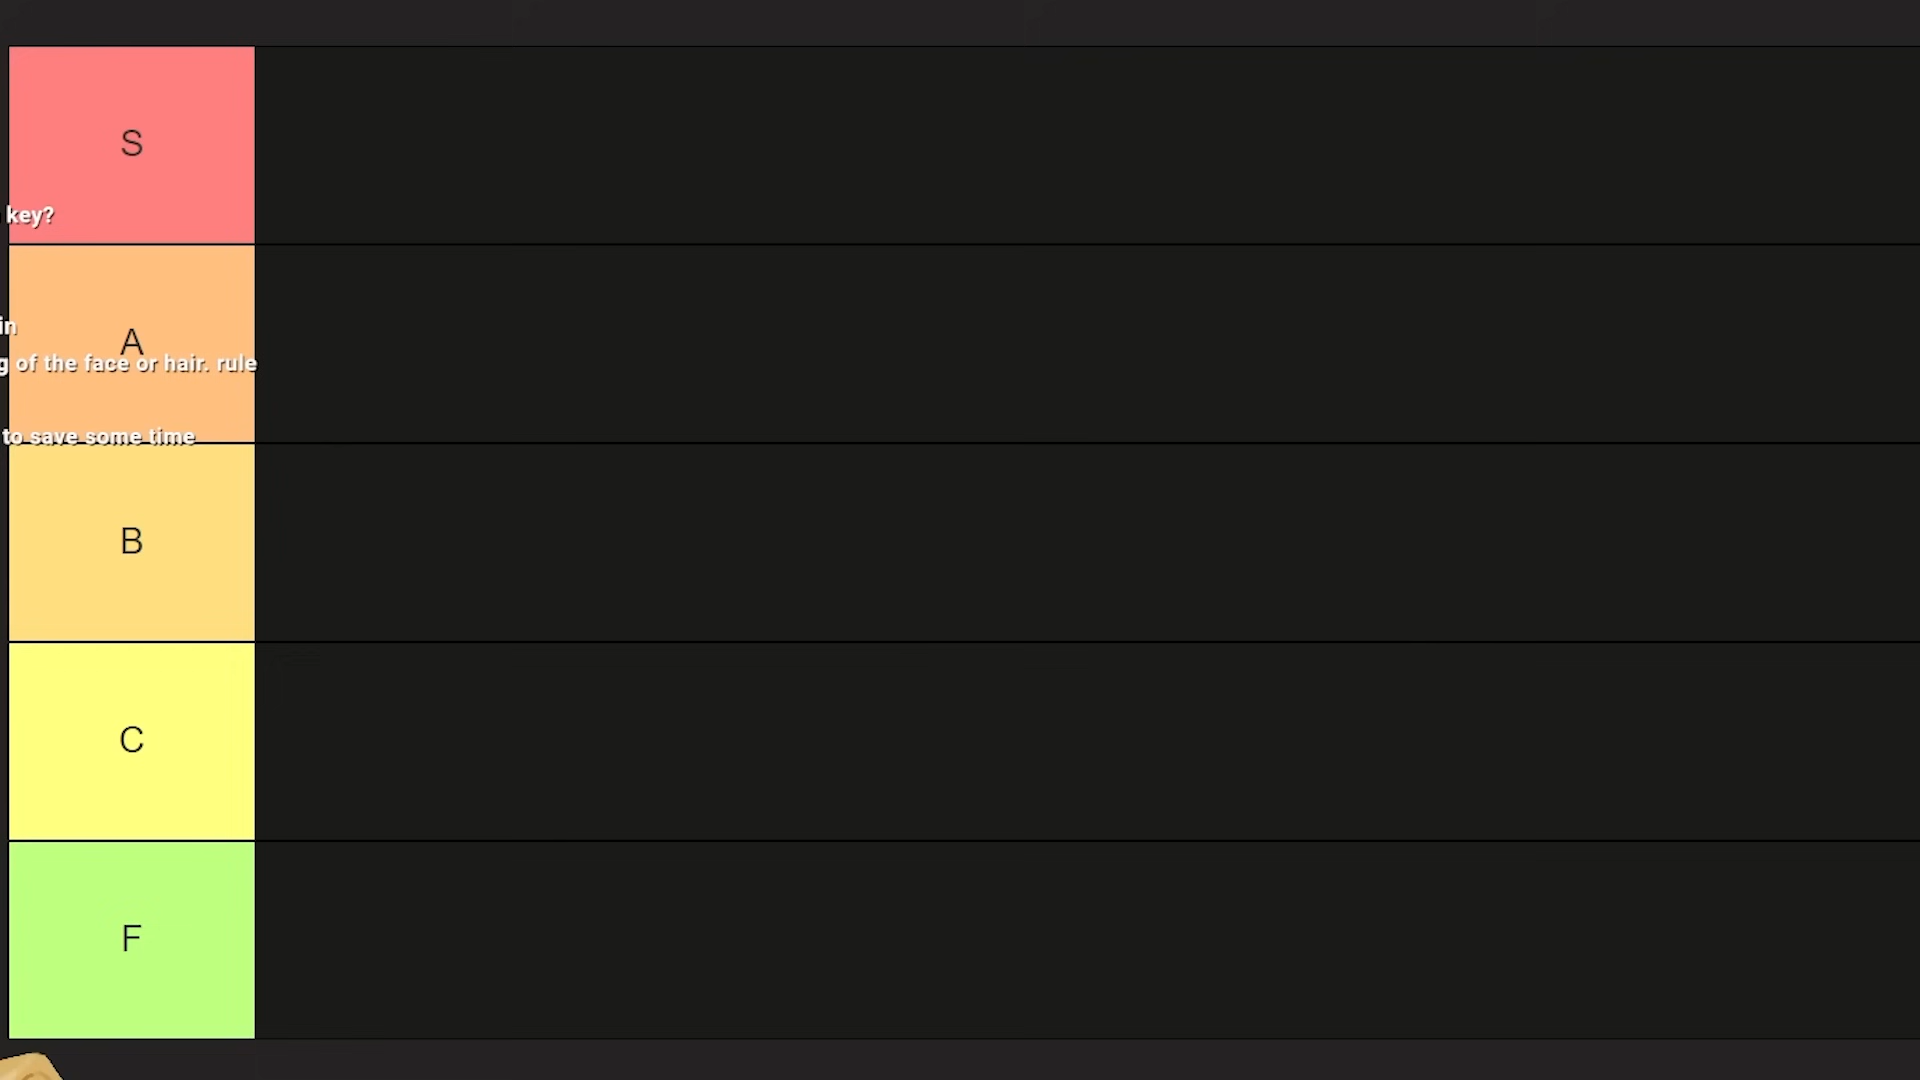 S
key?
in
A
g of the face or hair. rule
to save some time
B
C
F